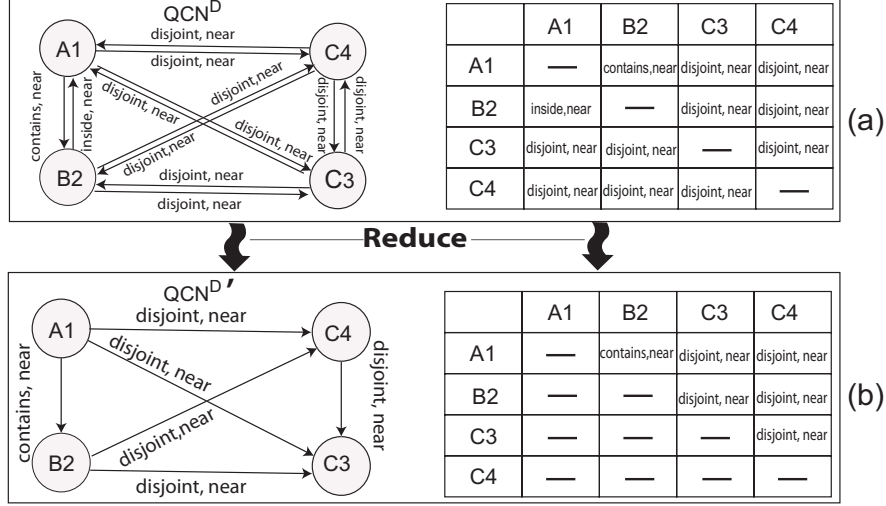 QCN^D
A1
C4
B2
C3
disjoint, near
disjoint, near
contains, near
inside, near
disjoint, near
disjoint,near
disjoint, near
disjoint,near
disjoint, near
disjoint, near
disjoint, near
disjoint, near
A1 B2 C3 C4
A1 — contains,near disjoint, near disjoint, near
B2 inside,near — disjoint, near disjoint, near
C3 disjoint, near disjoint, near — disjoint, near
C4 disjoint, near disjoint, near disjoint, near —
(a)
Reduce
QCN^D'
A1
C4
B2
C3
disjoint, near
contains, near
disjoint, near
disjoint,near
disjoint, near
disjoint, near
A1 B2 C3 C4
A1 — contains,near disjoint, near disjoint, near
B2 — — disjoint, near disjoint, near
C3 — — — disjoint, near
C4 — — — —
(b)